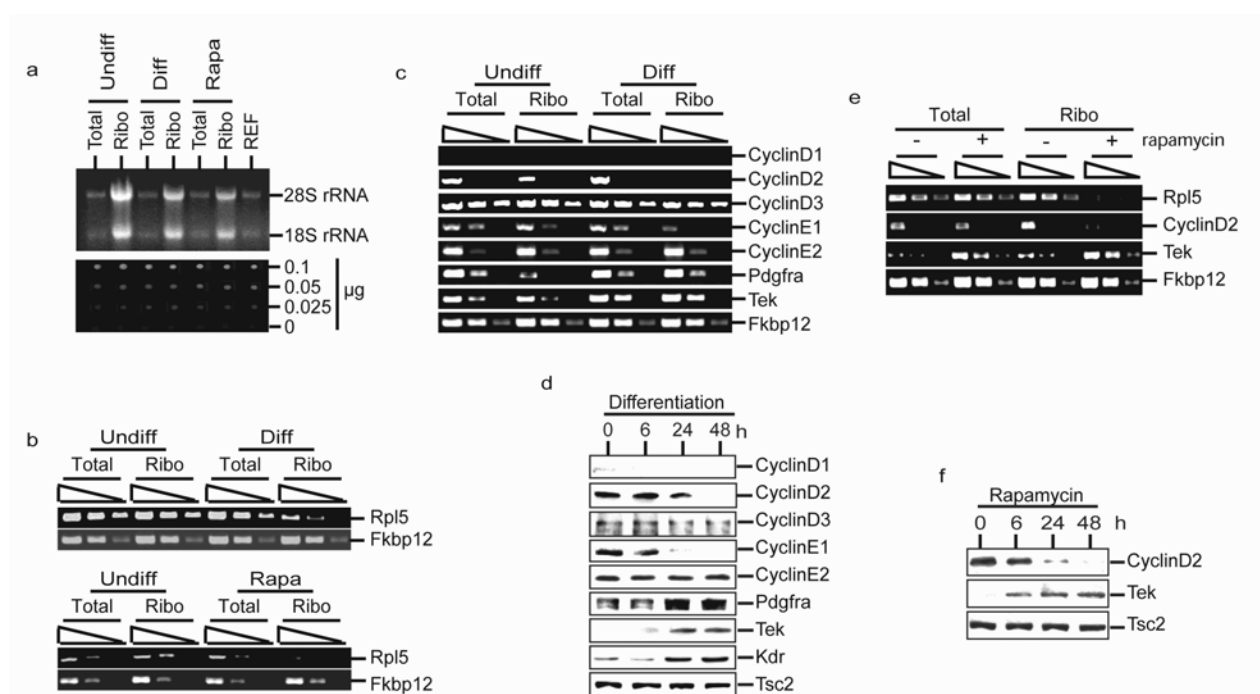 a
Undiff Diff Rapa
Total Ribo Total Ribo Total Ribo REF
28S rRNA
18S rRNA
0.1
0.05
0.025
0
µg
b
Undiff Diff
Total Ribo Total Ribo
Rpl5
Fkbp12
Undiff Rapa
Total Ribo Total Ribo
Rpl5
Fkbp12
c
Undiff Diff
Total Ribo Total Ribo
CyclinD1
CyclinD2
CyclinD3
CyclinE1
CyclinE2
Pdgfra
Tek
Fkbp12
d
Differentiation
0 6 24 48 h
CyclinD1
CyclinD2
CyclinD3
CyclinE1
CyclinE2
Pdgfra
Tek
Kdr
Tsc2
e
Total Ribo
- + - + rapamycin
Rpl5
CyclinD2
Tek
Fkbp12
f
Rapamycin
0 6 24 48 h
CyclinD2
Tek
Tsc2